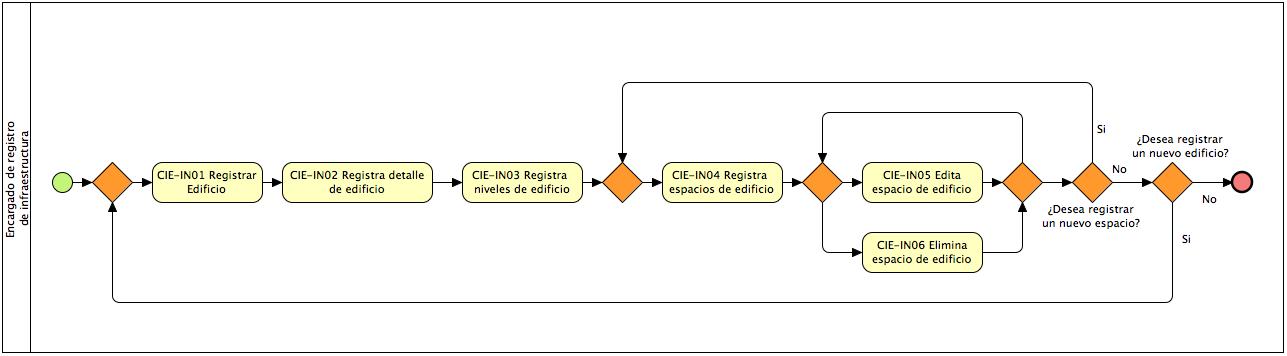 Encargado de registro
de infraestructura
CIE-IN01 Registrar
Edificio
CIE-IN02 Registra detalle
de edificio
CIE-IN03 Registra
niveles de edificio
CIE-IN04 Registra
espacios de edificio
CIE-IN05 Edita
espacio de edificio
CIE-IN06 Elimina
espacio de edificio
Si
¿Desea registrar
un nuevo espacio?
No
¿Desea registrar
un nuevo edificio?
No
Si